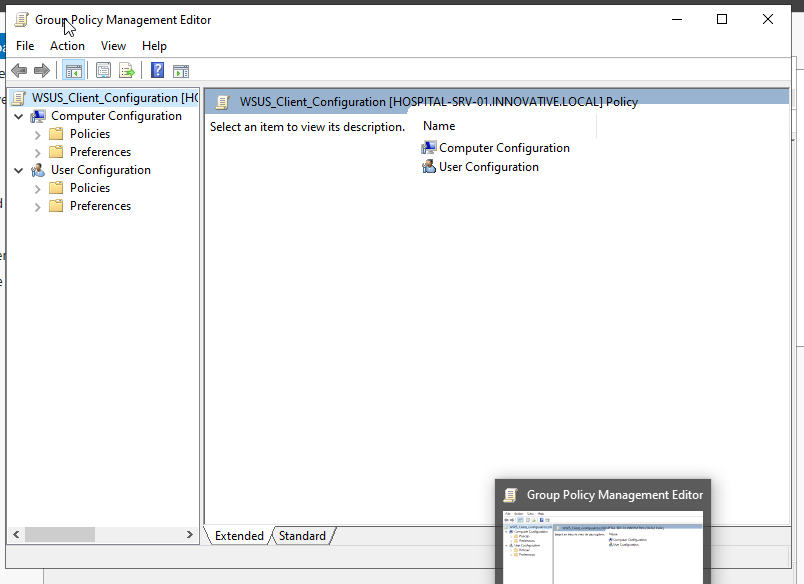 Group Policy Management Editor
File Action View Help
WSUS_Client_Configuration [HO
Computer Configuration
Policies
Preferences
User Configuration
Policies
Preferences
WSUS_Client_Configuration [HOSPITAL-SRV-01.INNOVATIVE.LOCAL] Policy
Select an item to view its description.
Name
Computer Configuration
User Configuration
Extended Standard
Group Policy Management Editor